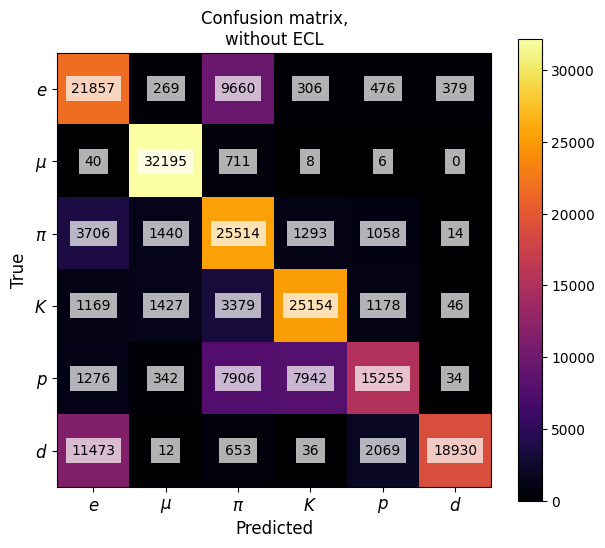 Confusion matrix,
without ECL
True
e 21857 269 9660 306 476 379
μ 40 32195 711 8 6 0
π 3706 1440 25514 1293 1058 14
K 1169 1427 3379 25154 1178 46
p 1276 342 7906 7942 15255 34
d 11473 12 653 36 2069 18930
e μ π K p d
Predicted
30000
25000
20000
15000
10000
5000
0